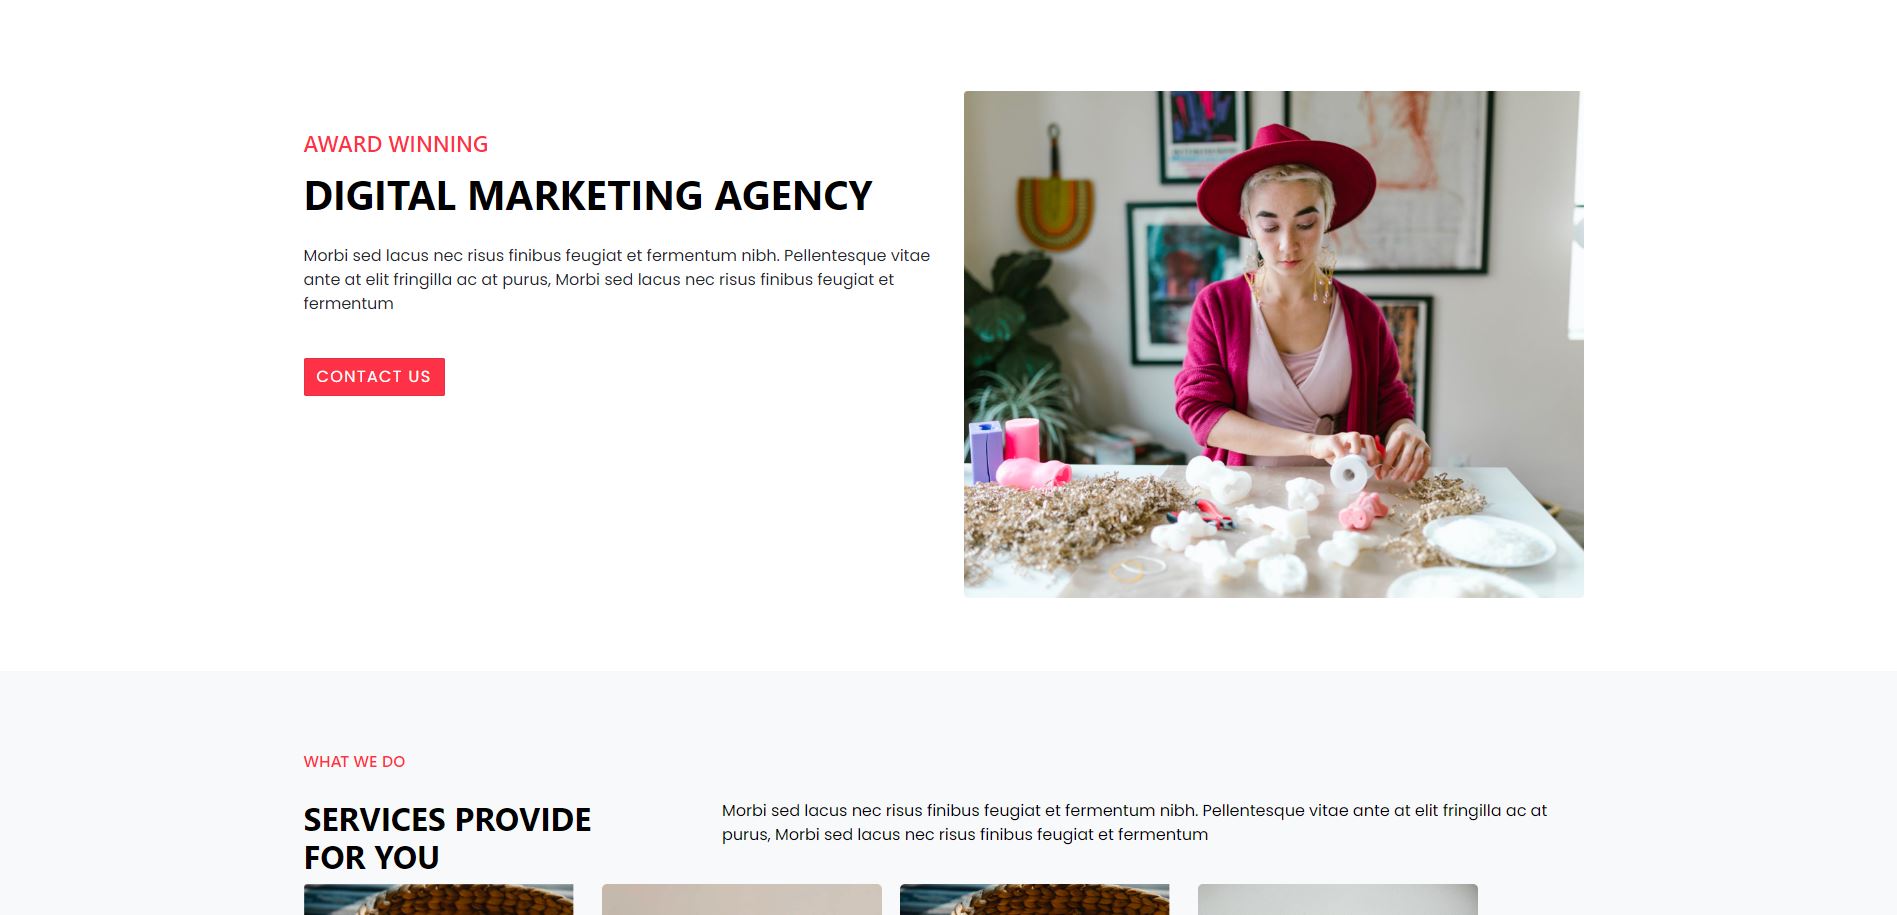 AWARD WINNING
DIGITAL MARKETING AGENCY
Morbi sed lacus nec risus finibus feugiat et fermentum nibh. Pellentesque vitae
ante at elit fringilla ac at purus, Morbi sed lacus nec risus finibus feugiat et
fermentum
CONTACT US
WHAT WE DO
SERVICES PROVIDE
FOR YOU
Morbi sed lacus nec risus finibus feugiat et fermentum nibh. Pellentesque vitae ante at elit fringilla ac at
purus, Morbi sed lacus nec risus finibus feugiat et fermentum